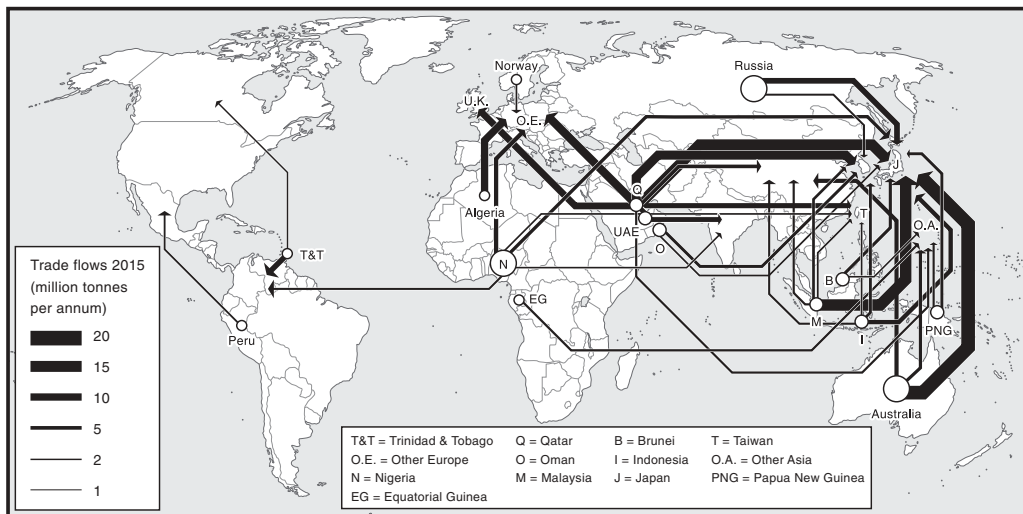 Norway
Russia
U.K.
O.E.
J
Algeria
Q
UAE
O
T
O.A.
T&T
N
B
EG
M
I
PNG
Peru
Australia
Trade flows 2015
(million tonnes
per annum)
20
15
10
5
2
1
T&T = Trinidad & Tobago Q = Qatar B = Brunei T = Taiwan
O.E. = Other Europe O = Oman I = Indonesia O.A. = Other Asia
N = Nigeria M = Malaysia J = Japan PNG = Papua New Guinea
EG = Equatorial Guinea